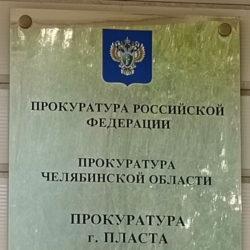 ПРОКУРАТУРА РОССИЙСКОЙ
ФЕДЕРАЦИИ
ПРОКУРАТУРА
ЧЕЛЯБИНСКОЙ ОБЛАСТИ
ПРОКУРАТУРА
г. ПЛАСТА